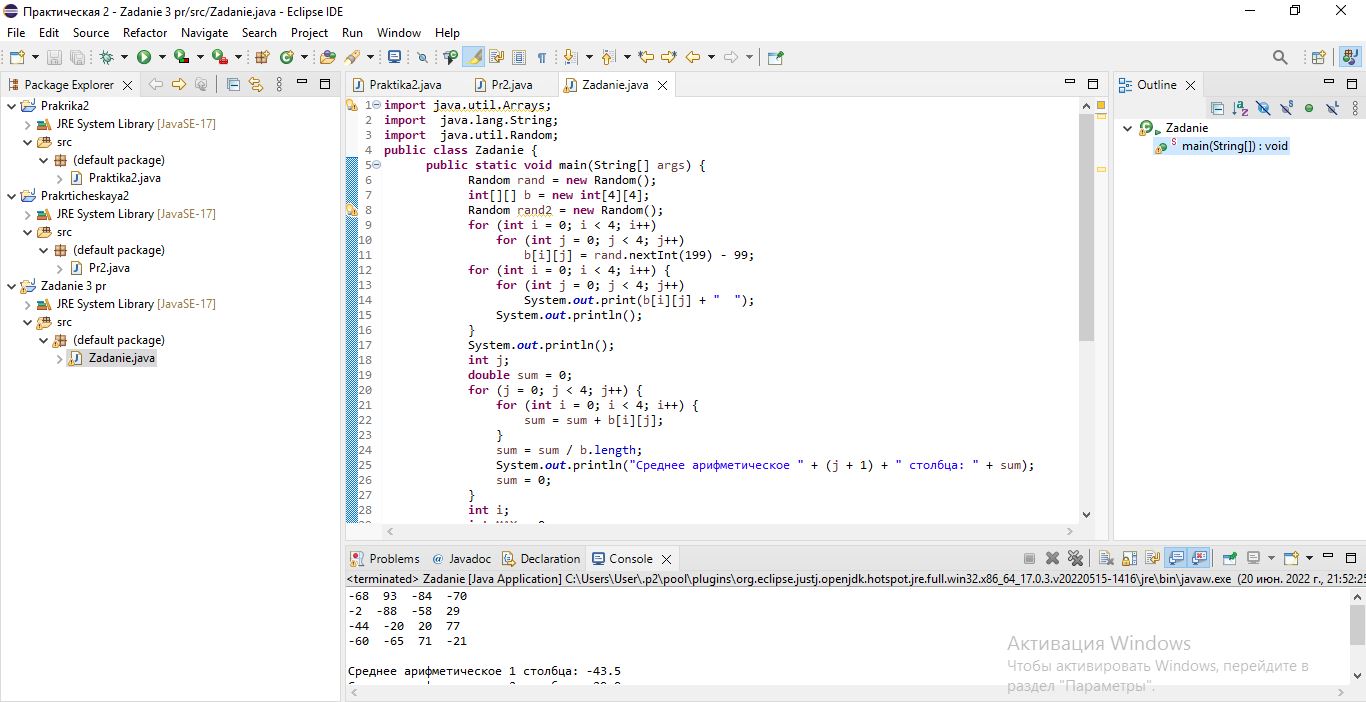 Практическая 2 - Zadanie 3 pr/src/Zadanie.java - Eclipse IDE
File Edit Source Refactor Navigate Search Project Run Window Help
Package Explorer
Prakrika2
JRE System Library [JavaSE-17]
src
(default package)
Praktika2.java
Prakrticheskaya2
JRE System Library [JavaSE-17]
src
(default package)
Pr2.java
Zadanie 3 pr
JRE System Library [JavaSE-17]
src
(default package)
Zadanie.java
Praktika2.java Pr2.java Zadanie.java
1 import java.util.Arrays;
2 import  java.lang.String;
3 import  java.util.Random;
4 public class Zadanie {
5 public static void main(String[] args) {
6 Random rand = new Random();
7 int[][] b = new int[4][4];
8 Random rand2 = new Random();
9 for (int i = 0; i < 4; i++)
10 for (int j = 0; j < 4; j++)
11 b[i][j] = rand.nextInt(199) - 99;
12 for (int i = 0; i < 4; i++) {
13 for (int j = 0; j < 4; j++)
14 System.out.print(b[i][j] + "  ");
15 System.out.println();
16 }
17 System.out.println();
18 int j;
19 double sum = 0;
20 for (j = 0; j < 4; j++) {
21 for (int i = 0; i < 4; i++) {
22 sum = sum + b[i][j];
23 }
24 sum = sum / b.length;
25 System.out.println("Среднее арифметическое " + (j + 1) + " столбца: " + sum);
26 sum = 0;
27 }
28 int i;
Outline
Zadanie
main(String[]) : void
Problems @ Javadoc Declaration Console
<terminated> Zadanie [Java Application] C:\Users\User\.p2\pool\plugins\org.eclipse.justj.openjdk.hotspot.jre.full.win32.x86_64_17.0.3.v20220515-1416\jre\bin\javaw.exe (20 июн. 2022 г., 21:52:25
-68  93  -84  -70
-2  -88  -58  29
-44  -20  20  77
-60  -65  71  -21
Среднее арифметическое 1 столбца: -43.5
Активация Windows
Чтобы активировать Windows, перейдите в
раздел "Параметры".